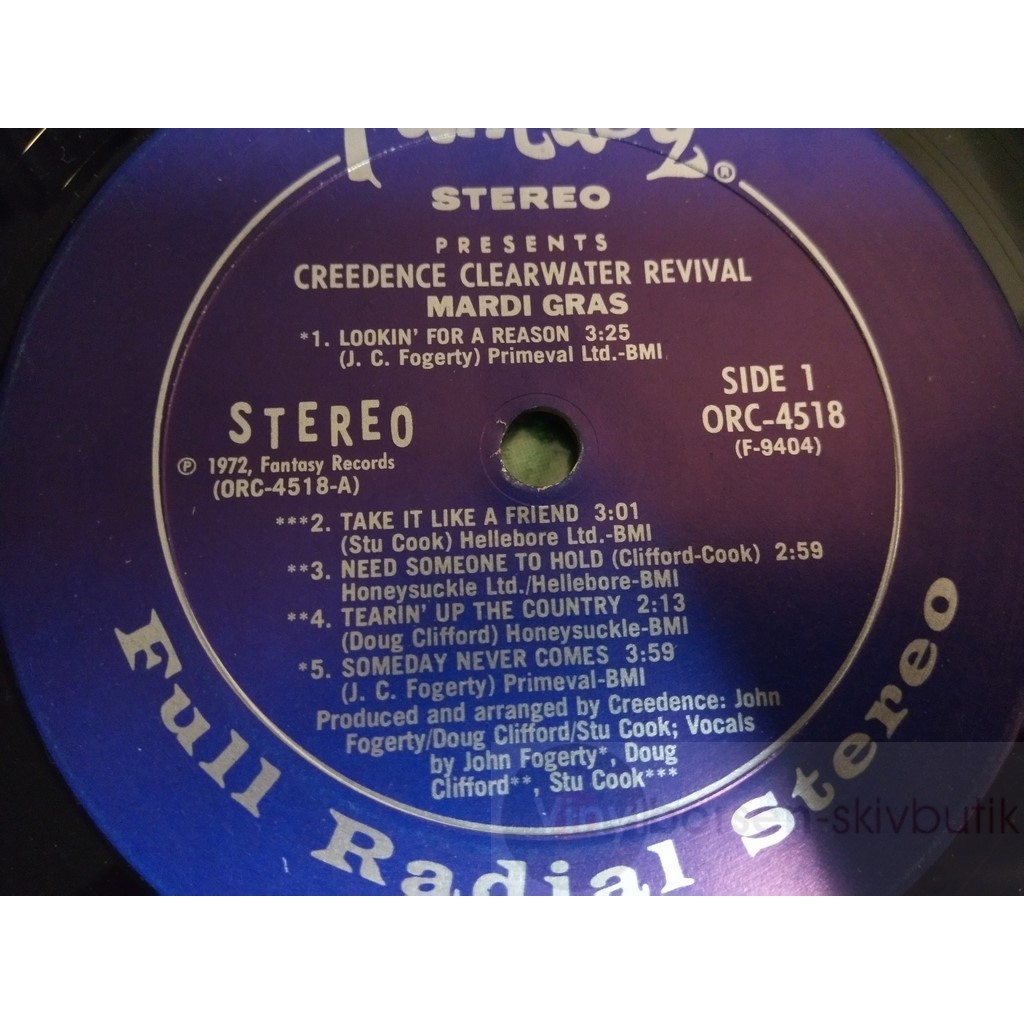 Fantasy®
STEREO
PRESENTS
CREEDENCE CLEARWATER REVIVAL
MARDI GRAS
*1. LOOKIN' FOR A REASON 3:25
(J. C. Fogerty) Primeval Ltd.-BMI
STEREO
℗ 1972, Fantasy Records
(ORC-4518-A)
SIDE 1
ORC-4518
(F-9404)
***2. TAKE IT LIKE A FRIEND 3:01
(Stu Cook) Hellebore Ltd.-BMI
**3. NEED SOMEONE TO HOLD (Clifford-Cook) 2:59
Honeysuckle Ltd./Hellebore-BMI
**4. TEARIN' UP THE COUNTRY 2:13
(Doug Clifford) Honeysuckle-BMI
*5. SOMEDAY NEVER COMES 3:59
(J. C. Fogerty) Primeval-BMI
Produced and arranged by Creedence: John
Fogerty/Doug Clifford/Stu Cook; Vocals
by John Fogerty*, Doug
Clifford**, Stu Cook***
Full Radial Stereo
Vinylbörsen-skivbutik